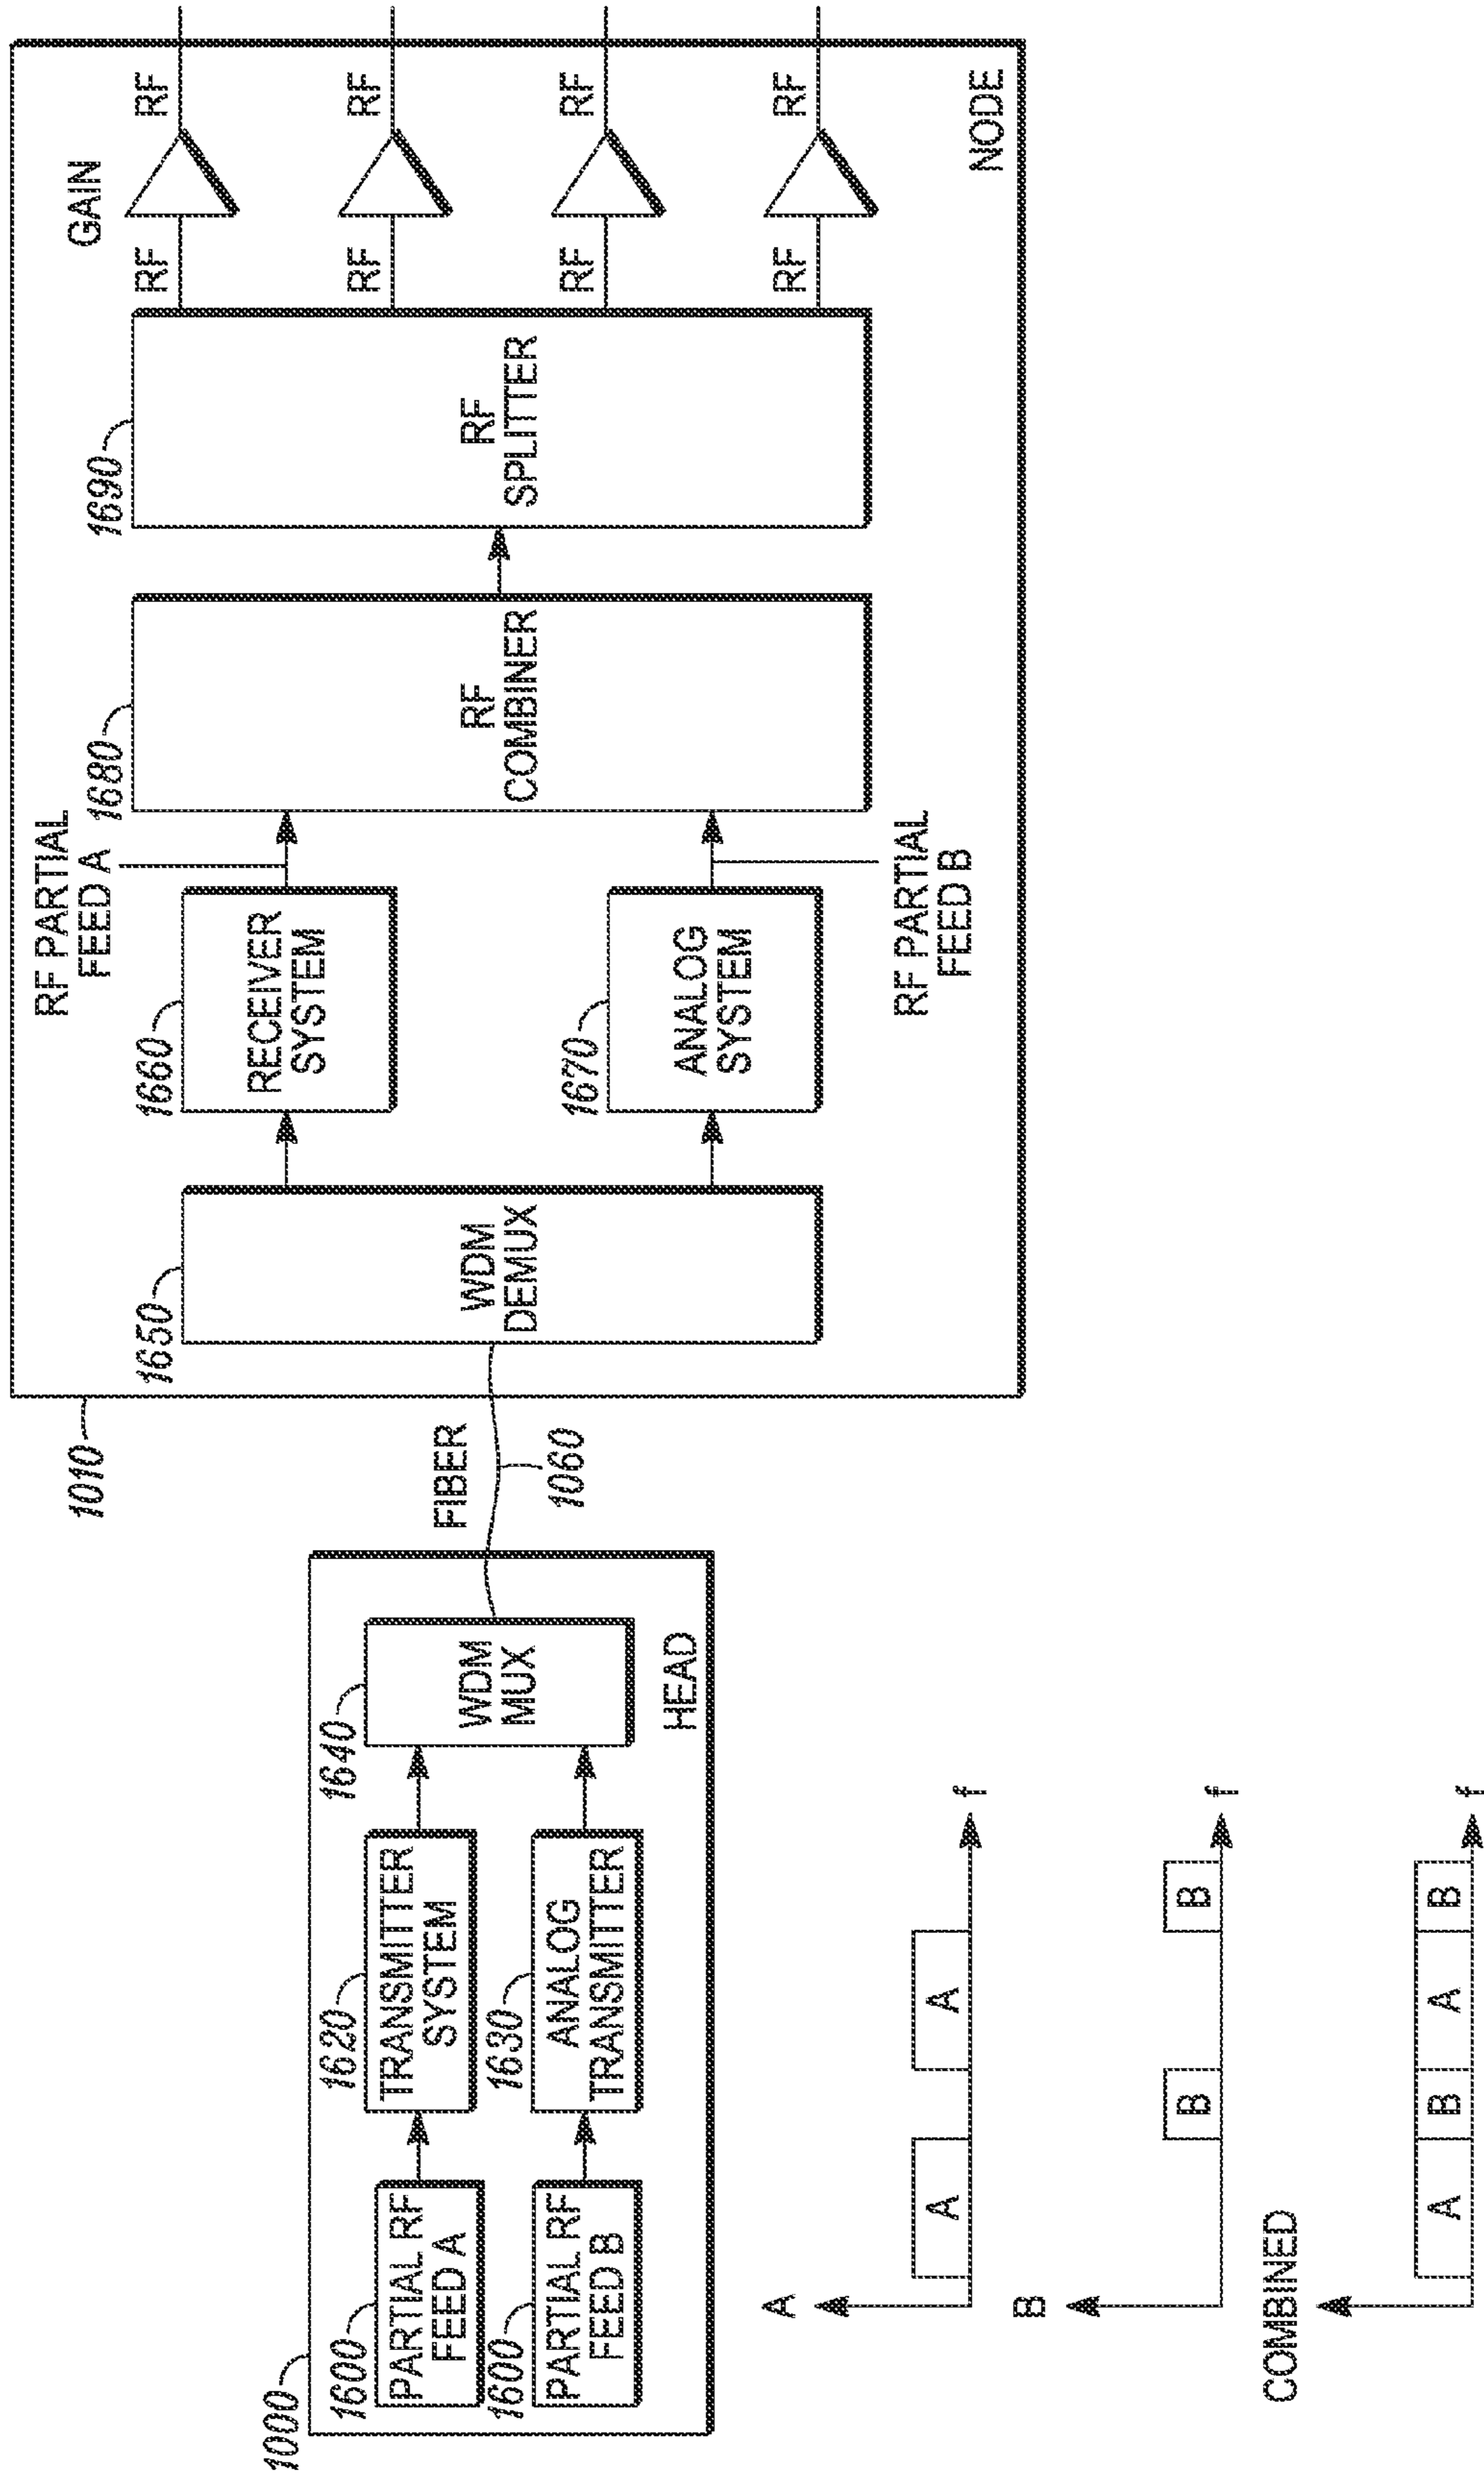 1000
1600
PARTIAL RF
FEED A
1620
TRANSMITTER
SYSTEM
1640
WDM
MUX
1600
PARTIAL RF
FEED B
1630
ANALOG
TRANSMITTER
HEAD
FIBER
1060
1010
1650
WDM
DEMUX
1660
RECEIVER
SYSTEM
RF PARTIAL
FEED A
1670
ANALOG
SYSTEM
RF PARTIAL
FEED B
1680
RF
COMBINER
1690
RF
SPLITTER
GAIN
RF
RF
RF
RF
RF
RF
RF
RF
NODE
A
A
A
f
B
B
B
f
COMBINED
A
B
A
B
f